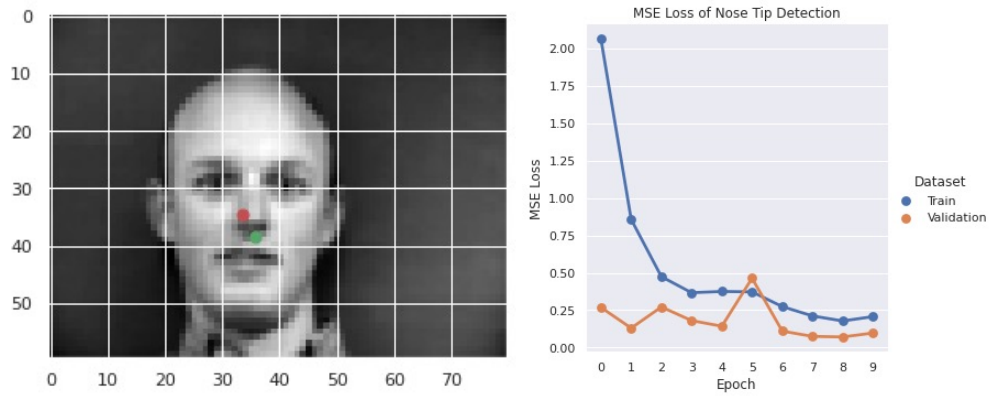 0
10
20
30
40
50
0 10 20 30 40 50 60 70
MSE Loss of Nose Tip Detection
MSE Loss
2.00
1.75
1.50
1.25
1.00
0.75
0.50
0.25
0.00
0 1 2 3 4 5 6 7 8 9
Epoch
Dataset
Train
Validation